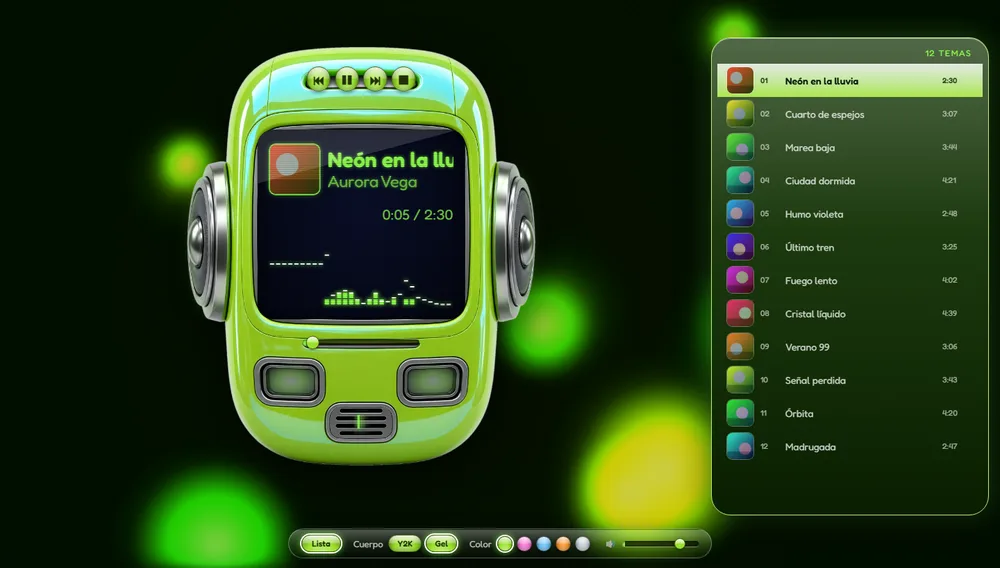 Neón en la llu
Aurora Vega
0:05 / 2:30
12 TEMAS
01 Neón en la lluvia 2:30
02 Cuarto de espejos 3:07
03 Marea baja 3:44
04 Ciudad dormida 4:21
05 Humo violeta 2:48
06 Último tren 3:25
07 Fuego lento 4:02
08 Cristal líquido 4:39
09 Verano 99 3:06
10 Señal perdida 3:43
11 Órbita 4:20
12 Madrugada 2:47
Lista Cuerpo Y2K Gel Color